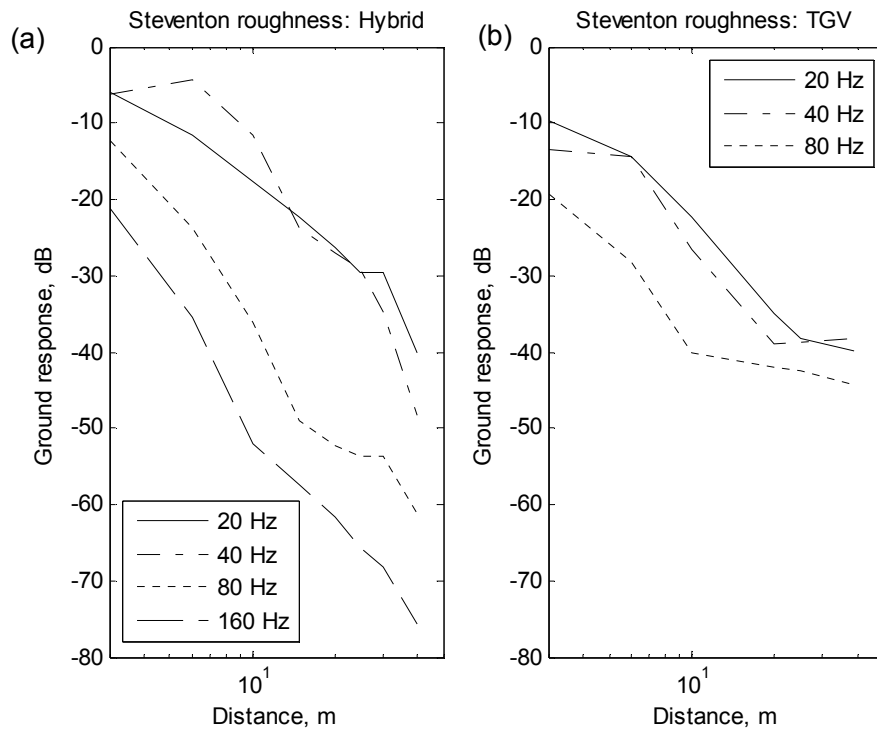 (a)
Steventon roughness: Hybrid
0
-10
-20
-30
-40
-50
-60
-70
-80
Ground response, dB
20 Hz
40 Hz
80 Hz
160 Hz
10¹
Distance, m
(b)
Steventon roughness: TGV
0
-10
-20
-30
-40
-50
-60
-70
-80
Ground response, dB
20 Hz
40 Hz
80 Hz
10¹
Distance, m